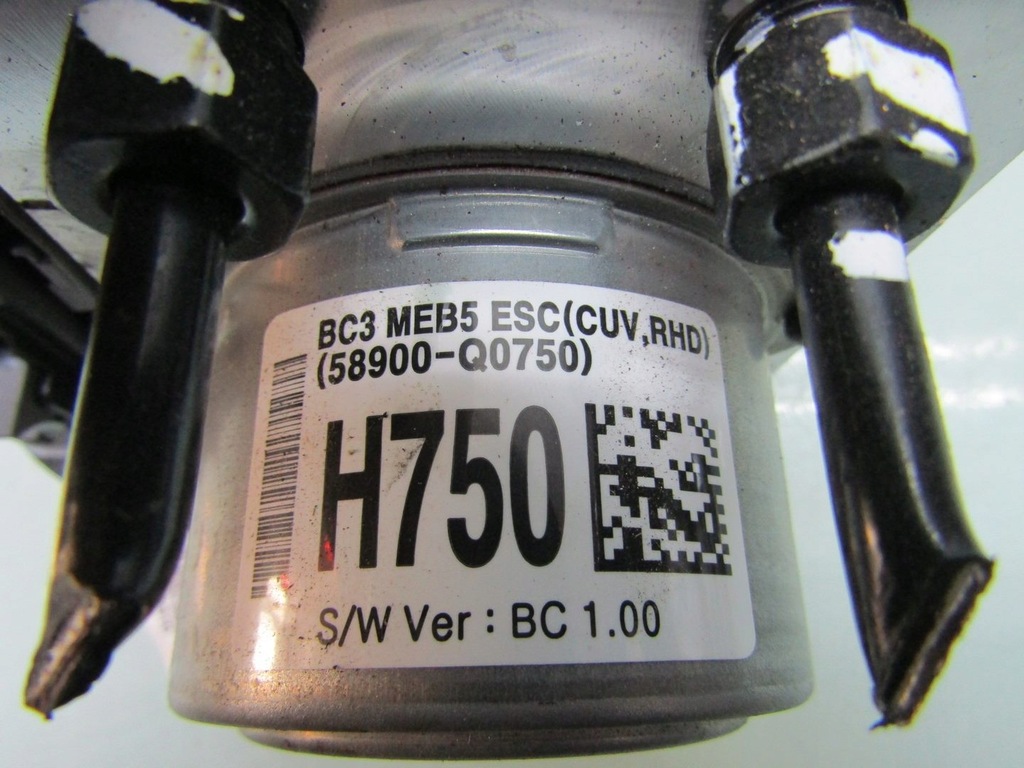 BC3 MEB5 ESC(CUV,RHD)
(58900-Q0750)
H750
S/W Ver : BC 1.00